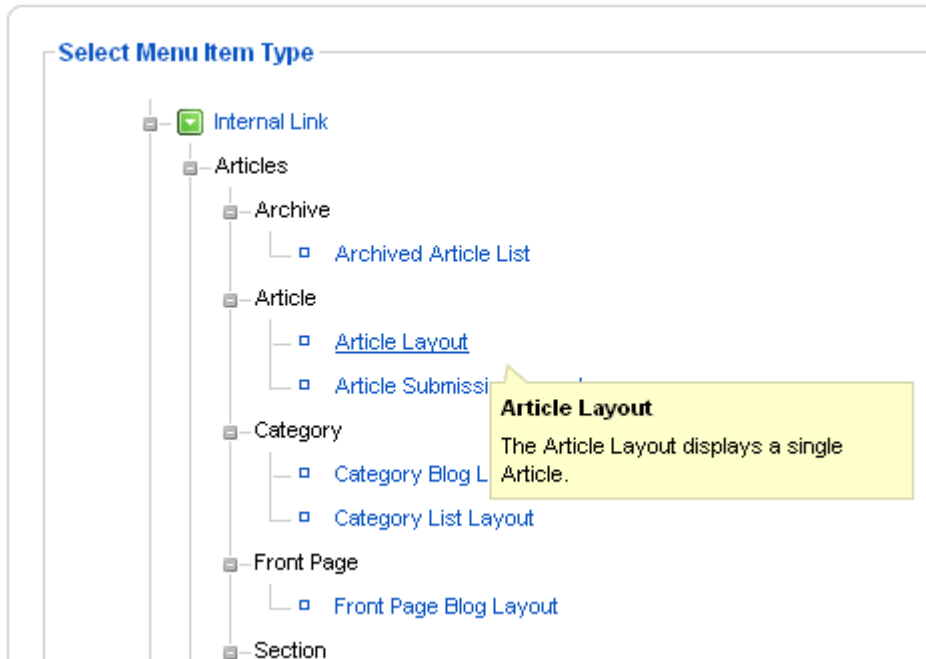 Select Menu Item Type
Internal Link
Articles
Archive
Archived Article List
Article
Article Layout
Article
Article Layout
The Article Layout displays a single
Article.
Category
Category Blog
Category List Layout
Front Page
Front Page Blog Layout
Section